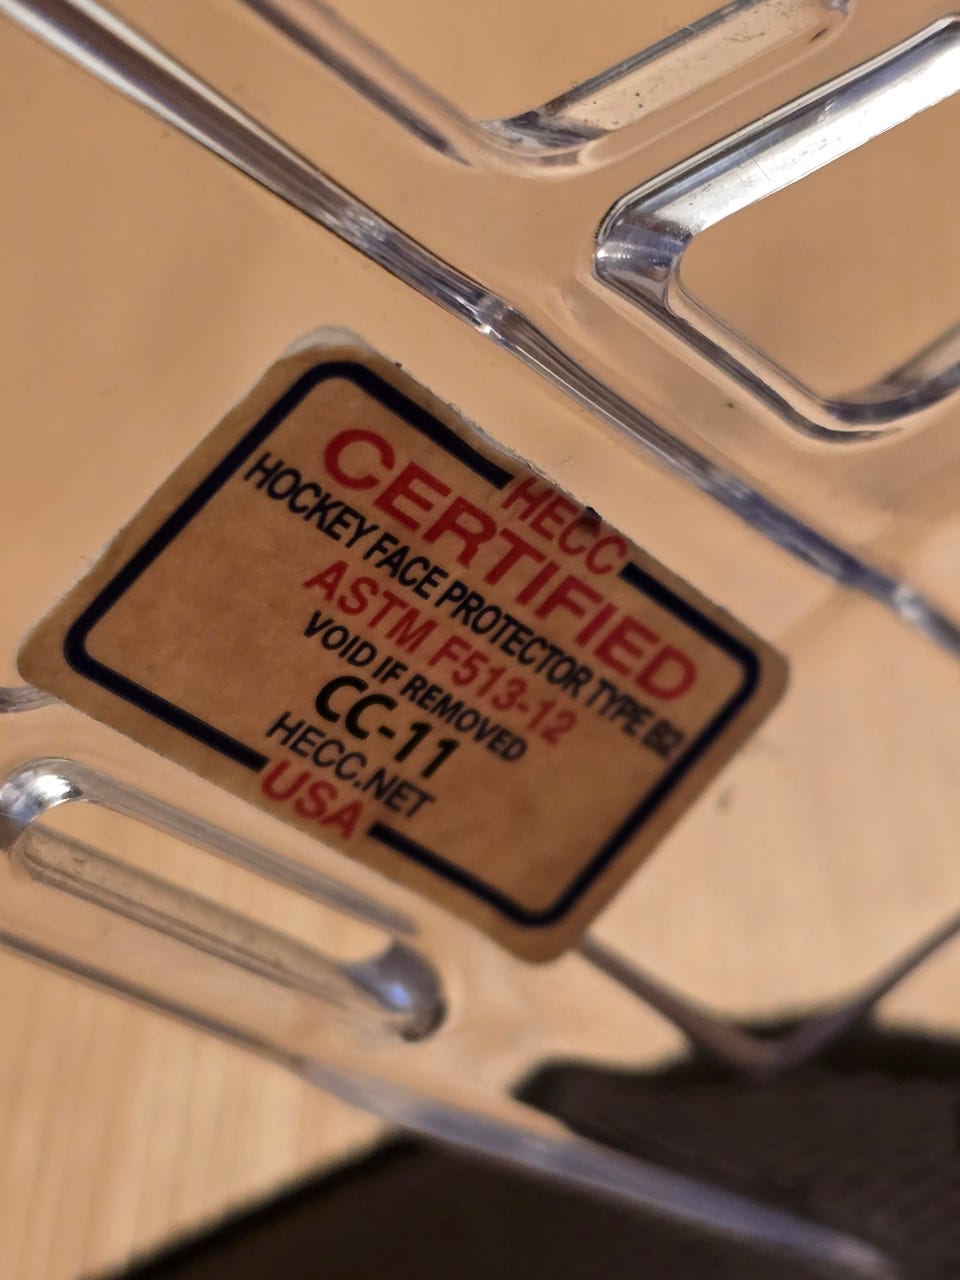 HECC
CERTIFIED
HOCKEY FACE PROTECTOR TYPE B2
ASTM F513-12
VOID IF REMOVED
CC-11
HECC.NET
USA